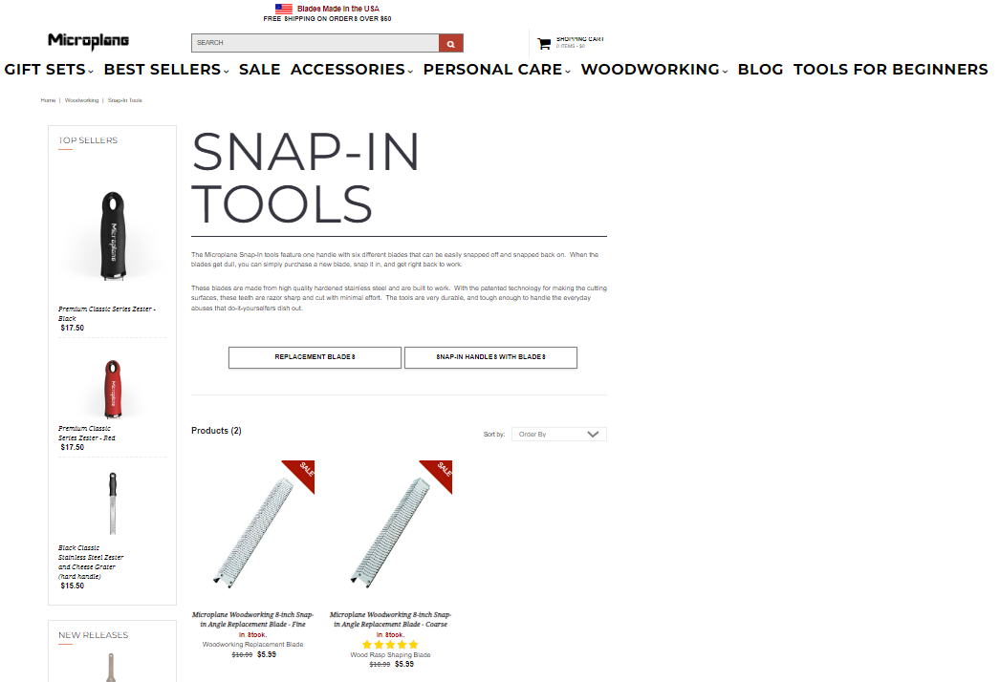 Blades Made in the USA
FREE SHIPPING ON ORDERS OVER $60
Microplane
SEARCH
SHOPPING CART
0 ITEMS - $0
GIFT SETS BEST SELLERS SALE ACCESSORIES PERSONAL CARE WOODWORKING BLOG TOOLS FOR BEGINNERS
Home | Woodworking | Snap-In Tools
TOP SELLERS
Microplane
Premium Classic Series Zester -
Black
$17.50
Microplane
Premium Classic
Series Zester - Red
$17.50
Black Classic
Stainless Steel Zester
and Cheese Grater
(hard handle)
$15.50
NEW RELEASES
SNAP-IN
TOOLS
The Microplane Snap-In tools feature one handle with six different blades that can be easily snapped off and snapped back on. When the
blades get dull, you can simply purchase a new blade, snap it in, and get right back to work.
These blades are made from high quality hardened stainless steel and are built to work. With the patented technology for making the cutting
surfaces, these teeth are razor sharp and cut with minimal effort. The tools are very durable, and tough enough to handle the everyday
abuses that do-it-yourselfers dish out.
REPLACEMENT BLADES
SNAP-IN HANDLES WITH BLADES
Products (2)
Sort by: Order By
SALE
Microplane Woodworking 8-inch Snap-
in Angle Replacement Blade - Fine
In Stock.
Woodworking Replacement Blade
$10.99 $5.99
SALE
Microplane Woodworking 8-inch Snap-
in Angle Replacement Blade - Coarse
In Stock.
Wood Rasp Shaping Blade
$10.99 $5.99